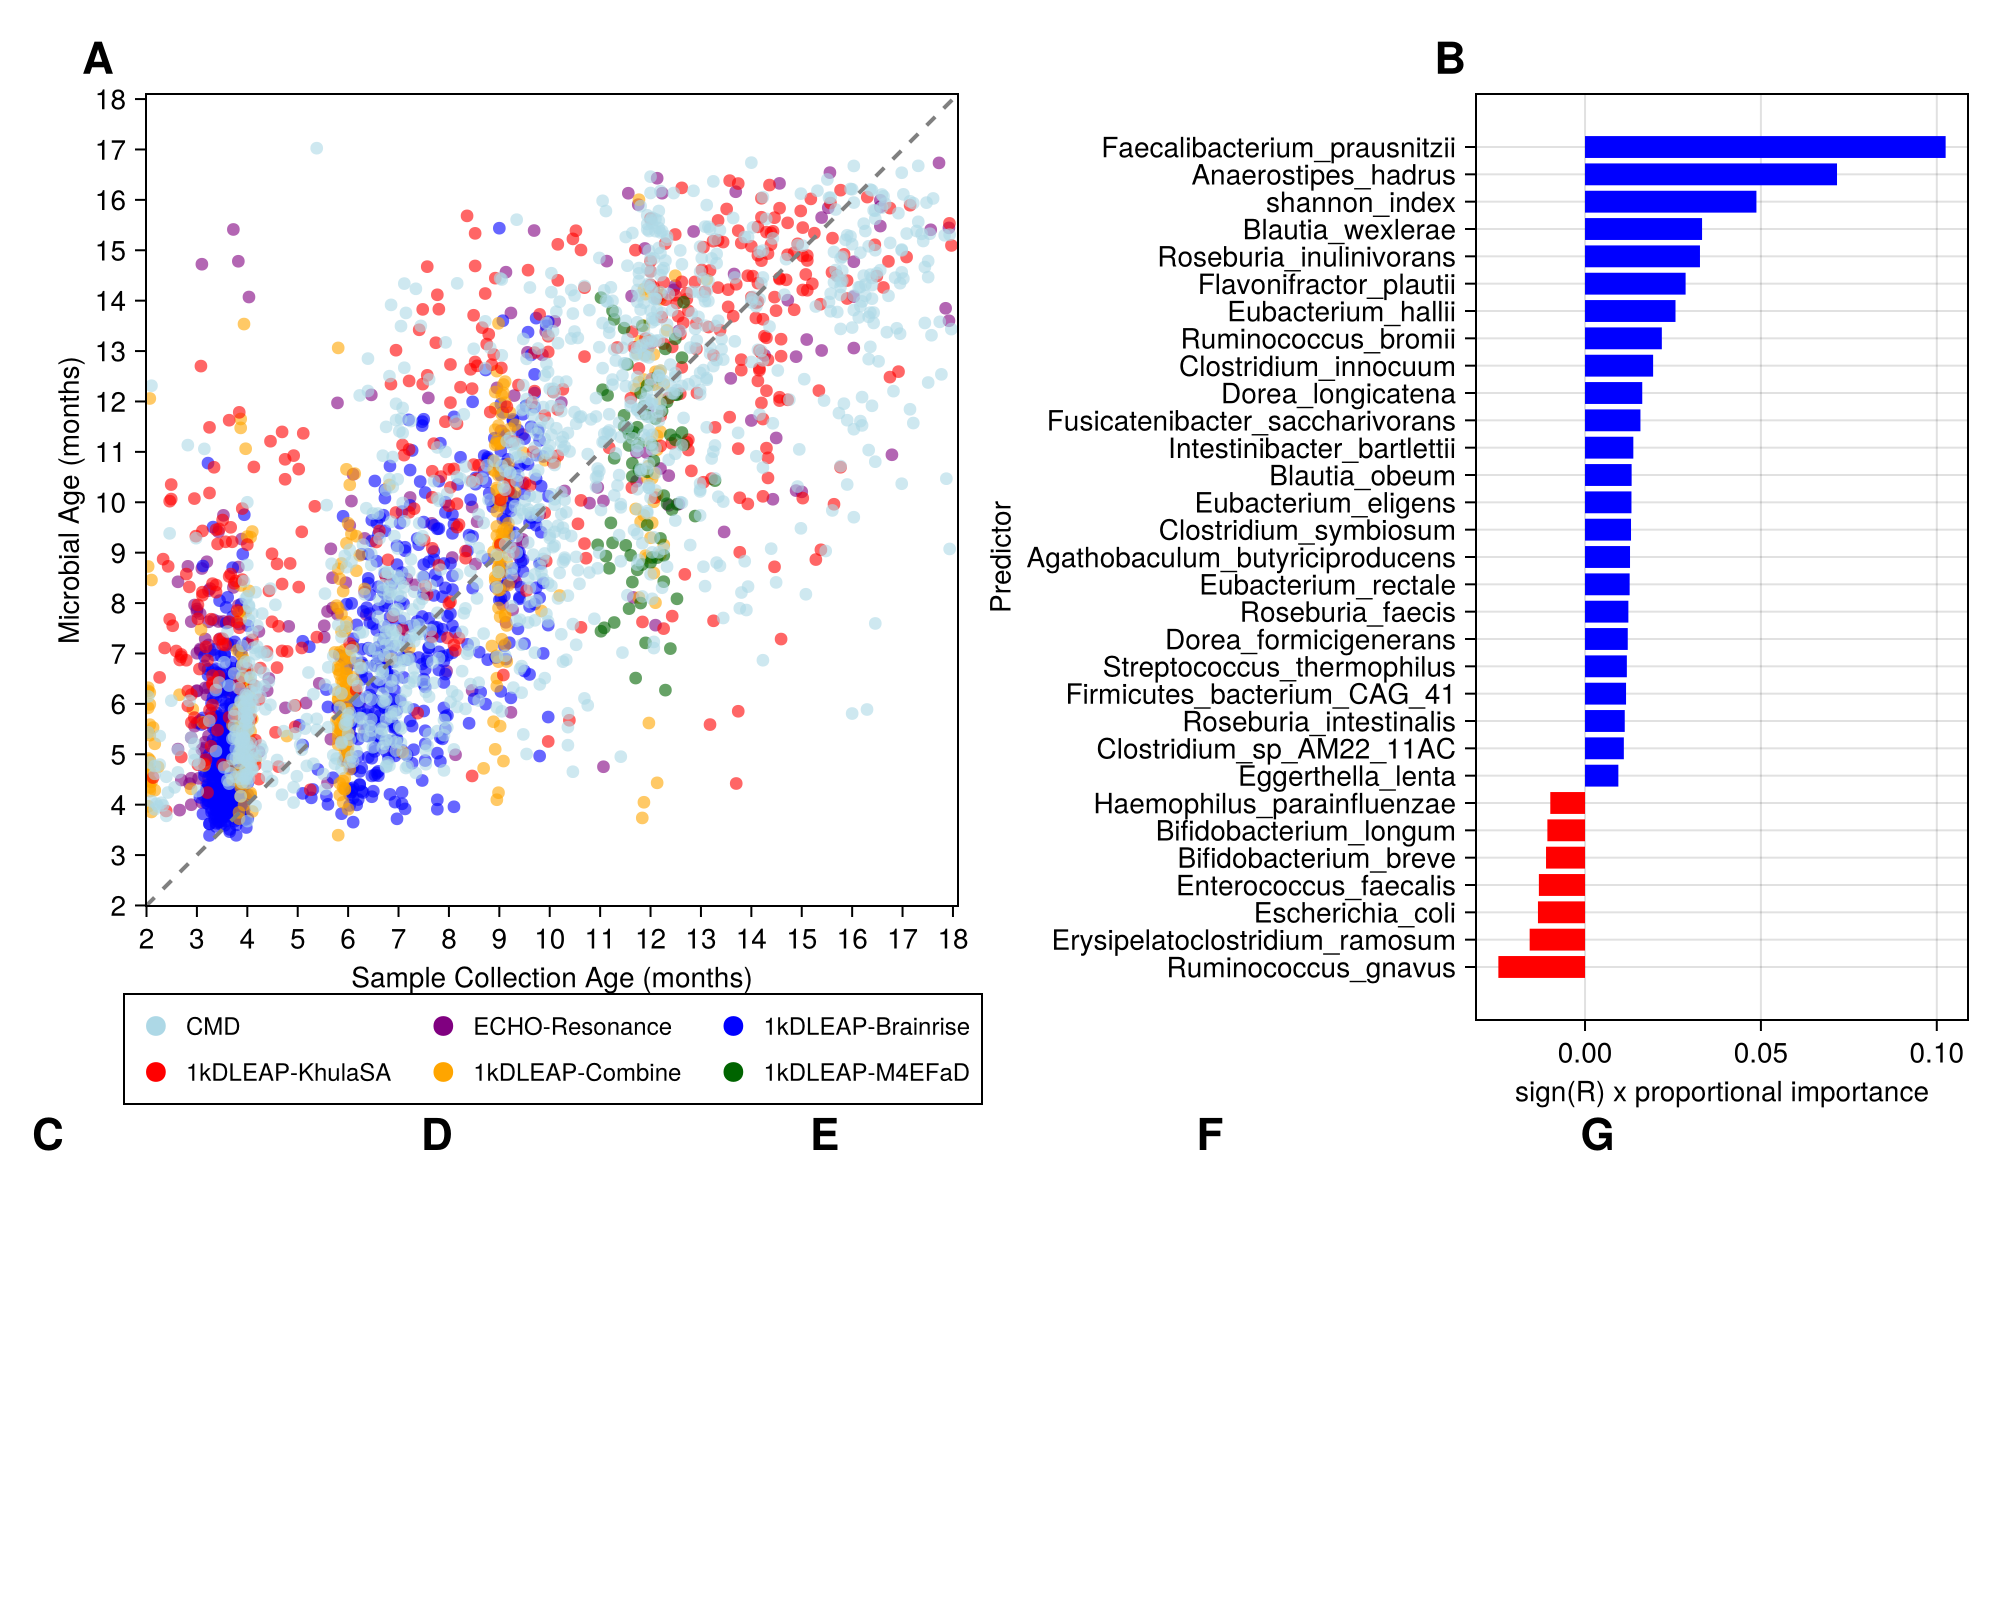 A
18
17
16
15
14
13
12
11
10
9
8
7
6
5
4
3
2
Microbial Age (months)
2 3 4 5 6 7 8 9 10 11 12 13 14 15 16 17 18
Sample Collection Age (months)
CMD ECHO-Resonance 1kDLEAP-Brainrise
1kDLEAP-KhulaSA 1kDLEAP-Combine 1kDLEAP-M4EFaD
B
Predictor
Faecalibacterium_prausnitzii
Anaerostipes_hadrus
shannon_index
Blautia_wexlerae
Roseburia_inulinivorans
Flavonifractor_plautii
Eubacterium_hallii
Ruminococcus_bromii
Clostridium_innocuum
Dorea_longicatena
Fusicatenibacter_saccharivorans
Intestinibacter_bartlettii
Blautia_obeum
Eubacterium_eligens
Clostridium_symbiosum
Agathobaculum_butyriciproducens
Eubacterium_rectale
Roseburia_faecis
Dorea_formicigenerans
Streptococcus_thermophilus
Firmicutes_bacterium_CAG_41
Roseburia_intestinalis
Clostridium_sp_AM22_11AC
Eggerthella_lenta
Haemophilus_parainfluenzae
Bifidobacterium_longum
Bifidobacterium_breve
Enterococcus_faecalis
Escherichia_coli
Erysipelatoclostridium_ramosum
Ruminococcus_gnavus
0.00 0.05 0.10
sign(R) x proportional importance
C D E F G